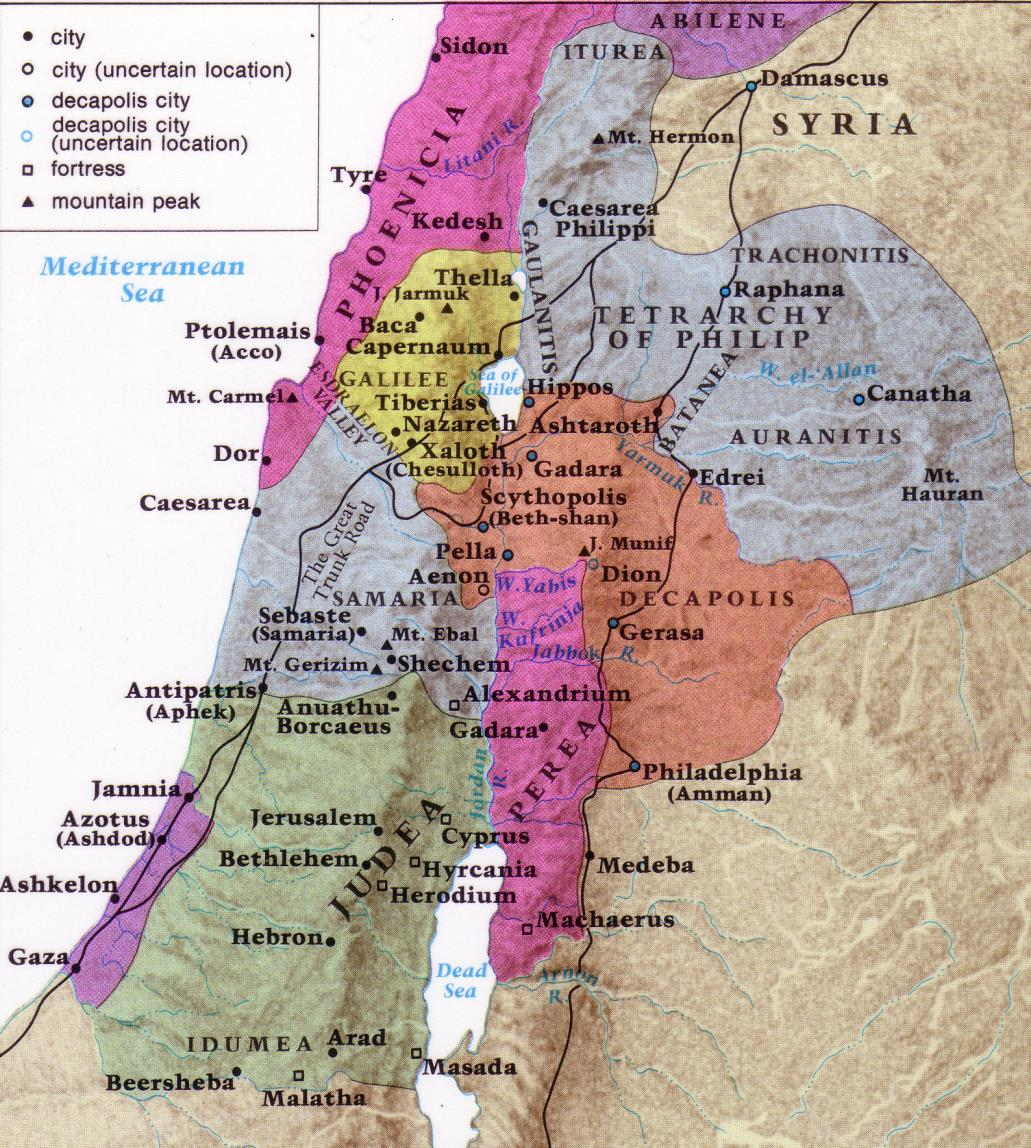 city
city (uncertain location)
decapolis city
decapolis city
(uncertain location)
fortress
mountain peak
ABILENE
Sidon
ITUREA
Damascus
SYRIA
Mt. Hermon
Litani R.
PHOENICIA
Tyre
Caesarea
Philippi
Kedesh
GAULANITIS
Mediterranean
Sea
TRACHONITIS
Thella
J. Jarmuk
Raphana
Baca
TETRARCHY
OF PHILIP
Ptolemais
(Acco)
Capernaum
BATANEA
W. el-'Allan
ESDRAELON
VALLEY
GALILEE
Sea of
Galilee
Hippos
Canatha
Mt. Carmel
Tiberias
Nazareth
Ashtaroth
AURANITIS
Dor
Xaloth
(Chesulloth)
Gadara
Yarmuk R.
Edrei
Mt.
Hauran
Caesarea
Scythopolis
(Beth-shan)
The Great
Trunk Road
Pella
J. Munif
Aenon
W. Yabis
Dion
SAMARIA
DECAPOLIS
Sebaste
(Samaria)
W.
Kufrinja
Gerasa
Mt. Ebal
Jabbok R.
Mt. Gerizim
Shechem
Antipatris
(Aphek)
Anuathu-
Borcaeus
Alexandrium
Gadara
PEREA
Jordan
R.
Philadelphia
(Amman)
Jamnia
Azotus
(Ashdod)
Jerusalem
JUDEA
Cyprus
Bethlehem
Hyrcania
Medeba
Ashkelon
Herodium
Machaerus
Hebron
Gaza
Dead
Sea
Arnon
R.
IDUMEA
Arad
Masada
Beersheba
Malatha